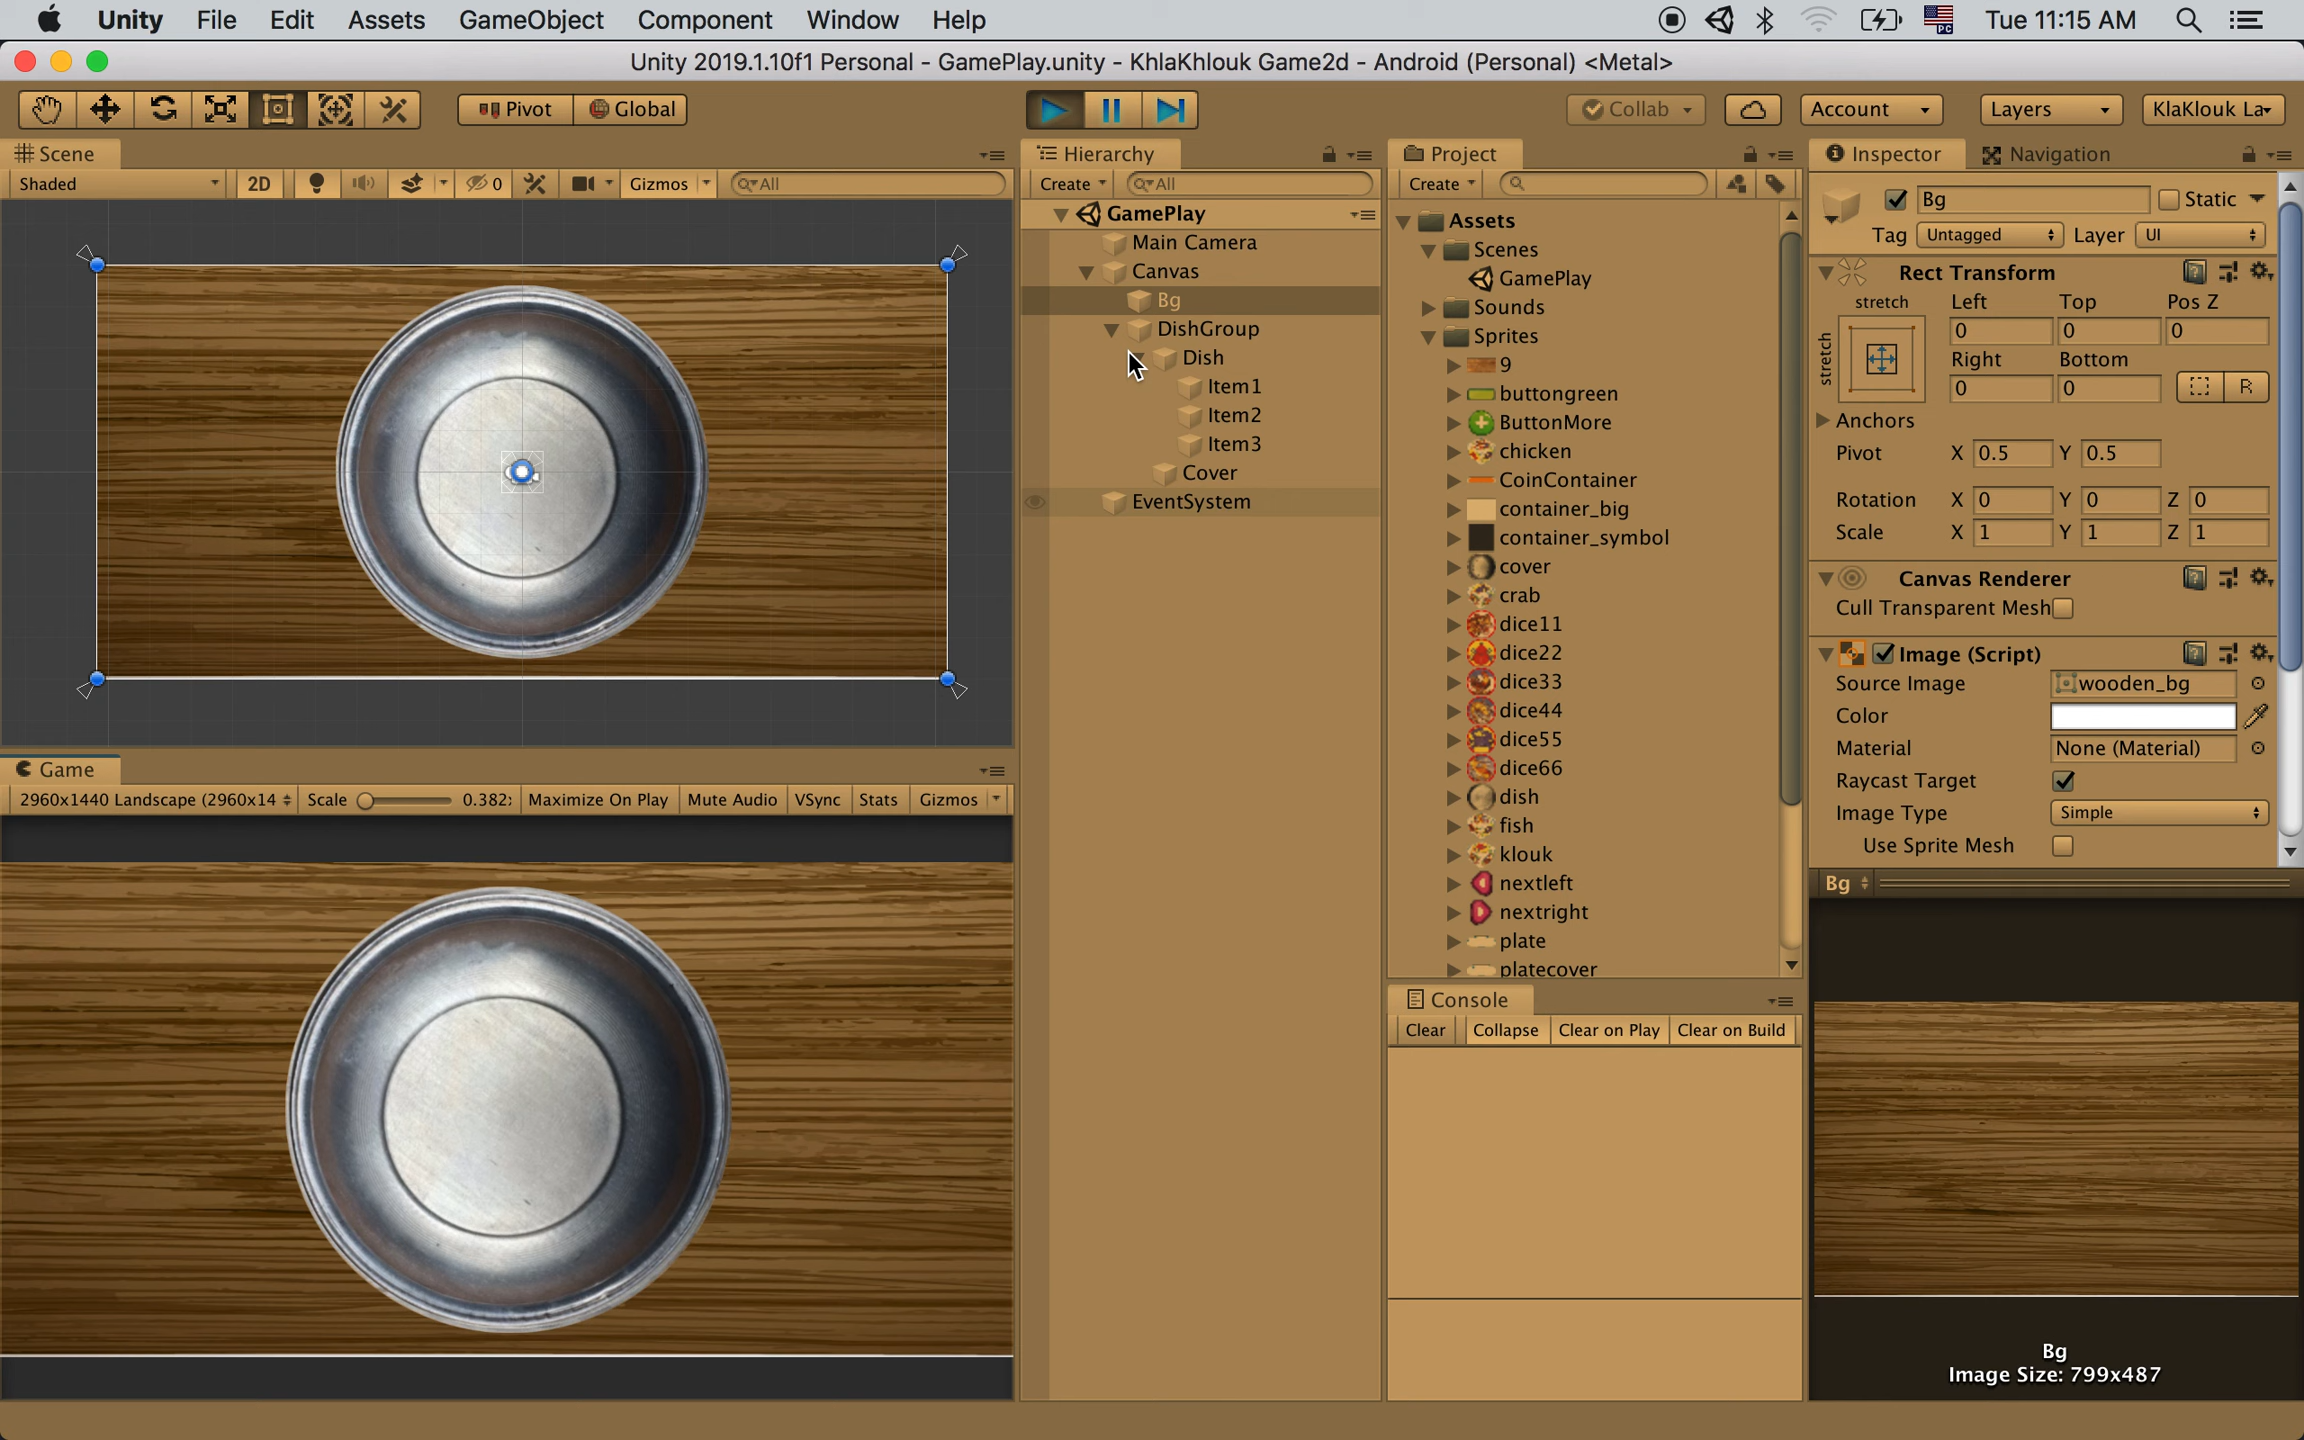 Unity File Edit Assets GameObject Component Window Help
Tue 11:15 AM
Unity 2019.1.10f1 Personal - GamePlay.unity - KhlaKhlouk Game2d - Android (Personal) <Metal>
Pivot Global
Collab Account Layers KlaKlouk La
Scene
Shaded 2D 0 Gizmos All
Hierarchy
Create All
GamePlay
Main Camera
Canvas
Bg
DishGroup
Dish
Item1
Item2
Item3
Cover
EventSystem
Project
Create
Assets
Scenes
GamePlay
Sounds
Sprites
9
buttongreen
ButtonMore
chicken
CoinContainer
container_big
container_symbol
cover
crab
dice11
dice22
dice33
dice44
dice55
dice66
dish
fish
klouk
nextleft
nextright
plate
platecover
Inspector Navigation
Bg Static
Tag Untagged Layer UI
Rect Transform
stretch Left Top Pos Z
stretch
0 0 0
Right Bottom
0 0 R
Anchors
Pivot X 0.5 Y 0.5
Rotation X 0 Y 0 Z 0
Scale X 1 Y 1 Z 1
Canvas Renderer
Cull Transparent Mesh
Image (Script)
Source Image wooden_bg
Color
Material None (Material)
Raycast Target
Image Type Simple
Use Sprite Mesh
Bg
Game
2960x1440 Landscape (2960x14 Scale 0.382 Maximize On Play Mute Audio VSync Stats Gizmos
Console
Clear Collapse Clear on Play Clear on Build
Bg
Image Size: 799x487